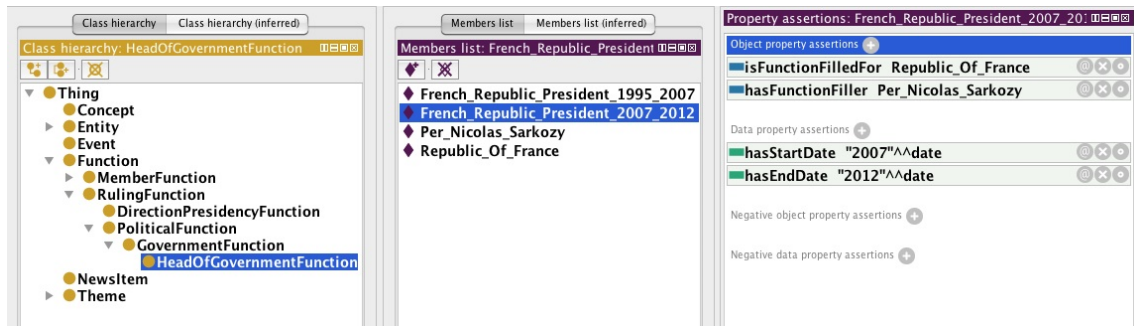 Class hierarchy Class hierarchy (inferred)
Class hierarchy: HeadOfGovernmentFunction
Thing
Concept
Entity
Event
Function
MemberFunction
RulingFunction
DirectionPresidencyFunction
PoliticalFunction
GovernmentFunction
HeadOfGovernmentFunction
NewsItem
Theme
Members list Members list (inferred)
Members list: French_Republic_President
French_Republic_President_1995_2007
French_Republic_President_2007_2012
Per_Nicolas_Sarkozy
Republic_Of_France
Property assertions: French_Republic_President_2007_201
Object property assertions
isFunctionFilledFor Republic_Of_France
hasFunctionFiller Per_Nicolas_Sarkozy
Data property assertions
hasStartDate "2007"^^date
hasEndDate "2012"^^date
Negative object property assertions
Negative data property assertions